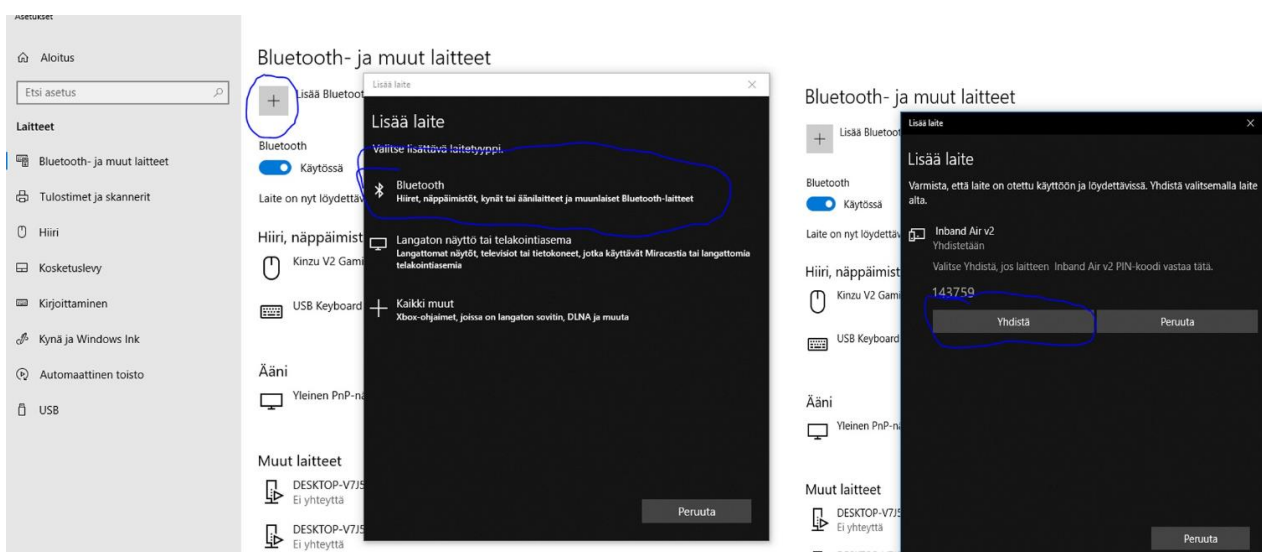 Asetukset
Aloitus
Etsi asetus
Laitteet
Bluetooth- ja muut laitteet
Tulostimet ja skannerit
Hiiri
Kosketuslevy
Kirjoittaminen
Kynä ja Windows Ink
Automaattinen toisto
USB
Bluetooth- ja muut laitteet
Lisää Bluetoot
Bluetooth
Käytössä
Laite on nyt löydettäv
Hiiri, näppäimist
Kinzu V2 Gami
USB Keyboard
Ääni
Yleinen PnP-nä
Muut laitteet
DESKTOP-V7J5
Ei yhteyttä
DESKTOP-V7J5
Ei yhteyttä
Lisää laite
Lisää laite
Valitse lisättävä laitetyyppi.
Bluetooth
Hiiret, näppäimistöt, kynät tai äänilaitteet ja muunlaiset Bluetooth-laitteet
Langaton näyttö tai telakointiasema
Langattomat näytöt, televisiot tai tietokoneet, jotka käyttävät Miracastia tai langattomia
telakointiasemia
Kaikki muut
Xbox-ohjaimet, joissa on langaton sovitin, DLNA ja muuta
Peruuta
Bluetooth- ja muut laitteet
Lisää Bluetoot
Bluetooth
Käytössä
Laite on nyt löydettäv
Hiiri, näppäimist
Kinzu V2 Gami
USB Keyboard
Ääni
Yleinen PnP-nä
Muut laitteet
DESKTOP-V7J5
Ei yhteyttä
Lisää laite
Lisää laite
Varmista, että laite on otettu käyttöön ja löydettävissä. Yhdistä valitsemalla laite
alta.
Inband Air v2
Yhdistetään
Valitse Yhdistä, jos laitteen Inband Air v2 PIN-koodi vastaa tätä.
143759
Yhdistä
Peruuta
Peruuta